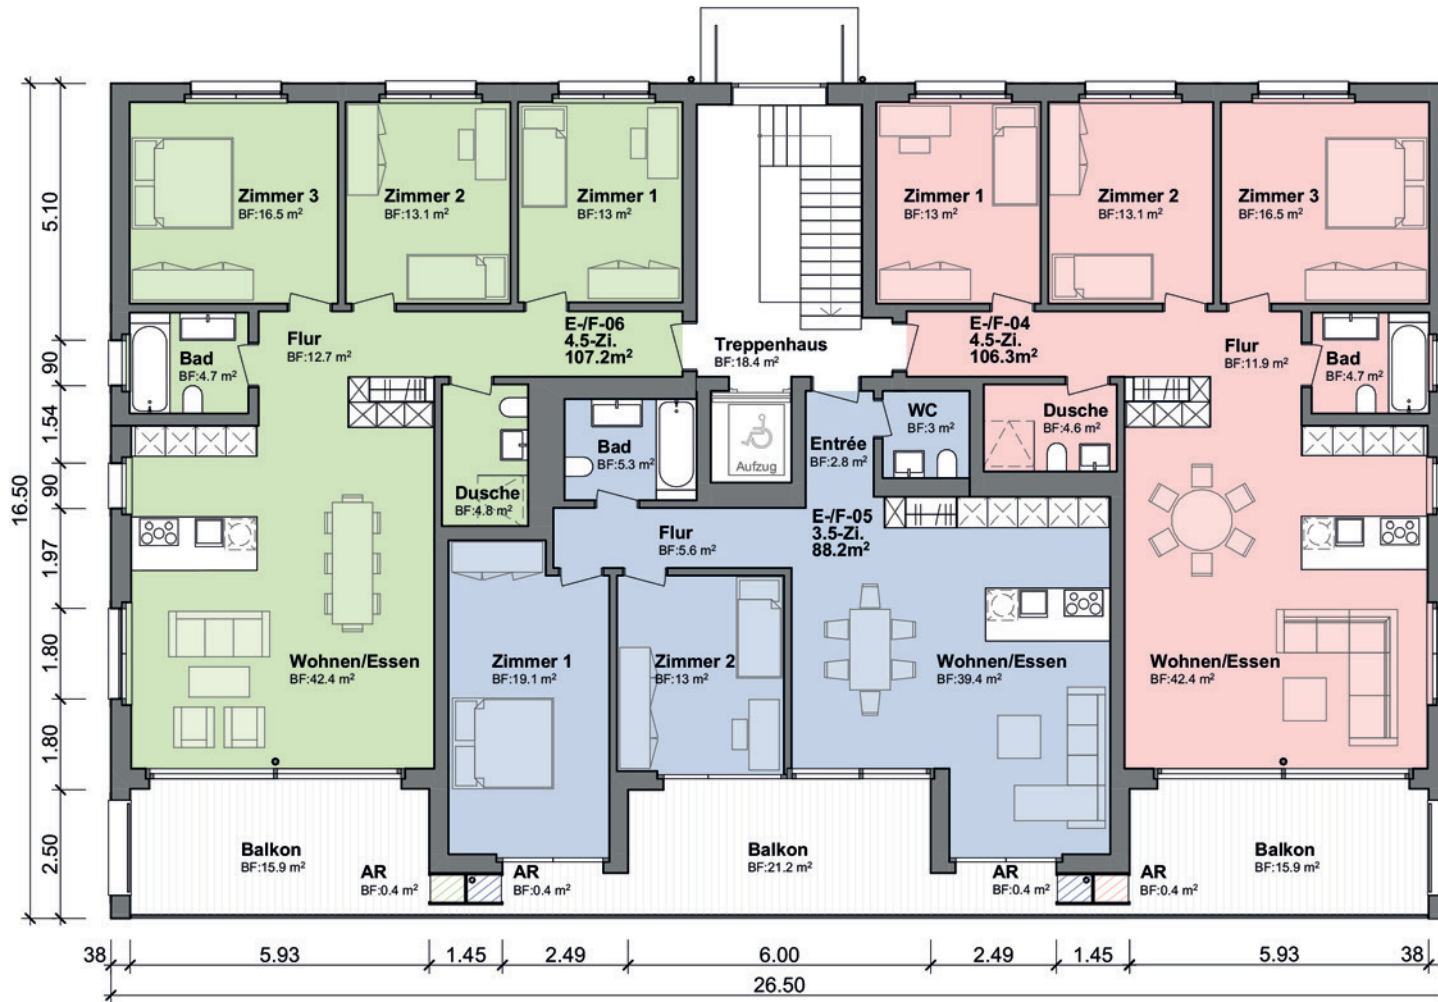 Zimmer 3
BF:16.5 m²
Zimmer 2
BF:13.1 m²
Zimmer 1
BF:13 m²
Zimmer 1
BF:13 m²
Zimmer 2
BF:13.1 m²
Zimmer 3
BF:16.5 m²
5.10
90
1.54
90
1.97
1.80
1.80
2.50
16.50
Bad
BF:4.7 m²
Flur
BF:12.7 m²
E-/F-06
4.5-Zi.
107.2m²
Treppenhaus
BF:18.4 m²
E-/F-04
4.5-Zi.
106.3m²
Flur
BF:11.9 m²
Bad
BF:4.7 m²
Dusche
BF:4.8 m²
Bad
BF:5.3 m²
Aufzug
Entrée
BF:2.8 m²
WC
BF:3 m²
Dusche
BF:4.6 m²
Flur
BF:5.6 m²
E-/F-05
3.5-Zi.
88.2m²
Wohnen/Essen
BF:42.4 m²
Zimmer 1
BF:19.1 m²
Zimmer 2
BF:13 m²
Wohnen/Essen
BF:39.4 m²
Wohnen/Essen
BF:42.4 m²
Balkon
BF:15.9 m²
AR
BF:0.4 m²
AR
BF:0.4 m²
Balkon
BF:21.2 m²
AR
BF:0.4 m²
AR
BF:0.4 m²
Balkon
BF:15.9 m²
38
5.93
1.45
2.49
6.00
2.49
1.45
5.93
38
26.50